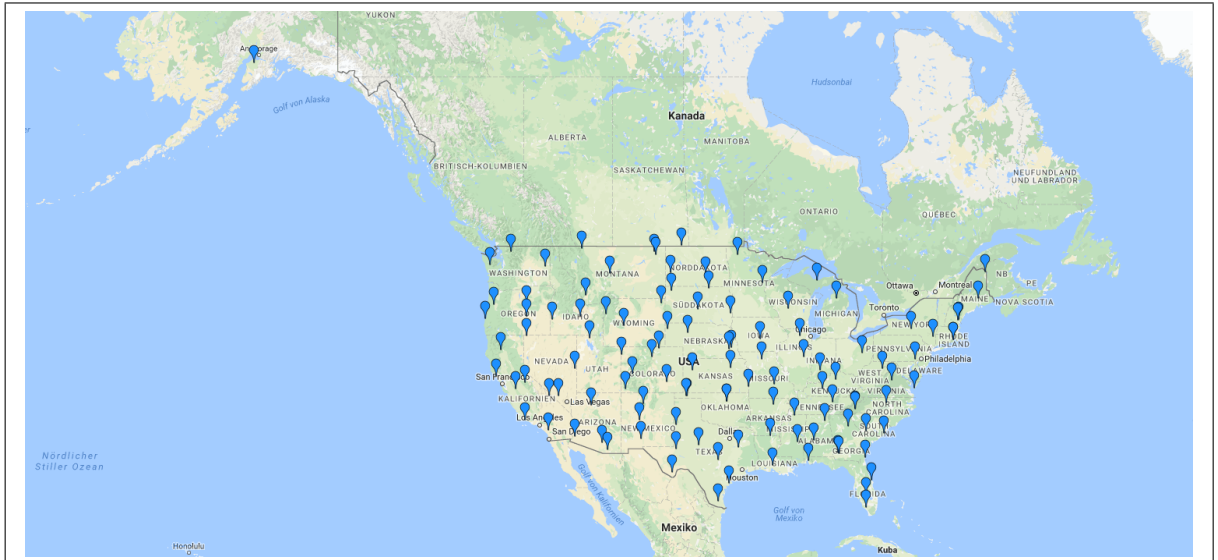 YUKON
Anchorage
Hudsonbai
Golf von Alaska
Kanada
ALBERTA
MANITOBA
BRITISCH-KOLUMBIEN
SASKATCHEWAN
NEUFUNDLAND
UND LABRADOR
ONTARIO
QUÉBEC
WASHINGTON
MONTANA
NORDDAKOTA
MINNESOTA
Ottawa
Montreal
NB
PE
MAINE
NOVA SCOTIA
OREGON
IDAHO
WYOMING
SÜDDAKOTA
WISCONSIN
MICHIGAN
Toronto
NEW YORK
RHODE
ISLAND
NEVADA
UTAH
NEBRASKA
IOWA
Chicago
ILLINOIS
INDIANA
PENNSYLVANIA
Philadelphia
USA
San Francisco
COLORADO
KANSAS
MISSOURI
WEST
VIRGINIA
DELAWARE
KALIFORNIEN
Las Vegas
KENTUCKY
VIRGINIA
Los Angeles
ARIZONA
NEW MEXICO
OKLAHOMA
ARKANSAS
TENNESSEE
NORTH
CAROLINA
San Diego
Dallas
MISSISSIPPI
ALABAMA
SOUTH
CAROLINA
TEXAS
LOUISIANA
GEORGIA
Houston
Nördlicher
Stiller Ozean
Golf von Kalifornien
FLORIDA
Golf von
Mexiko
Mexiko
Honolulu
Kuba